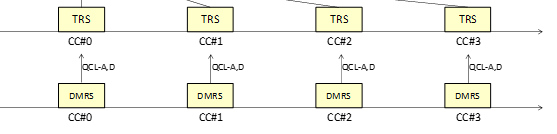 TRS TRS TRS TRS
CC#0 CC#1 CC#2 CC#3
QCL-A,D QCL-A,D QCL-A,D QCL-A,D
DMRS DMRS DMRS DMRS
CC#0 CC#1 CC#2 CC#3